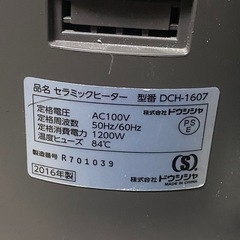 品名 セラミックヒーター 型番 DCH-1607
定格電圧 AC100V
定格周波数 50Hz/60Hz
定格消費電力 1200W
温度ヒューズ 84℃
PSE
株式会社ドウシシャ
製造番号 R701039
2016年製
株式会社ドウシシャ
MADE IN CHINA